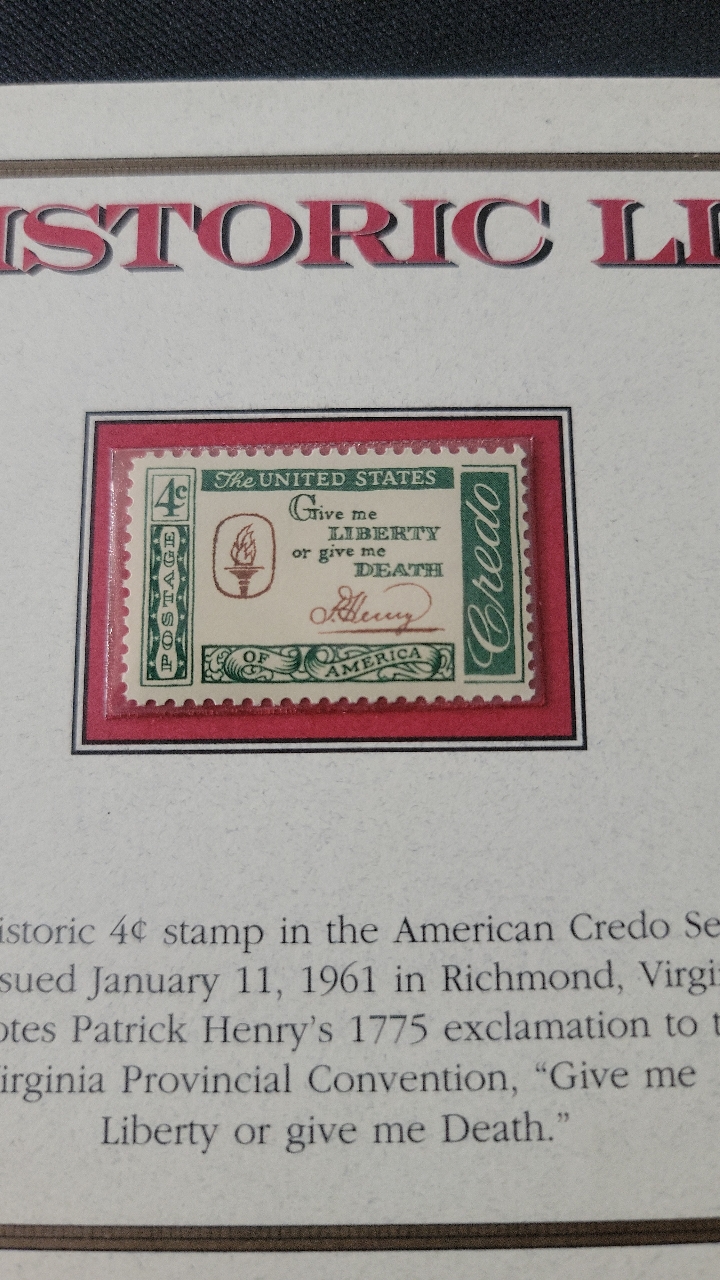 ISTORIC LI
4¢
The UNITED STATES
Give me
LIBERTY
or give me
DEATH
P. Henry
POSTAGE
OF AMERICA
Credo
istoric 4¢ stamp in the American Credo Se
sued January 11, 1961 in Richmond, Virgi
otes Patrick Henry's 1775 exclamation to t
irginia Provincial Convention, “Give me
Liberty or give me Death.”